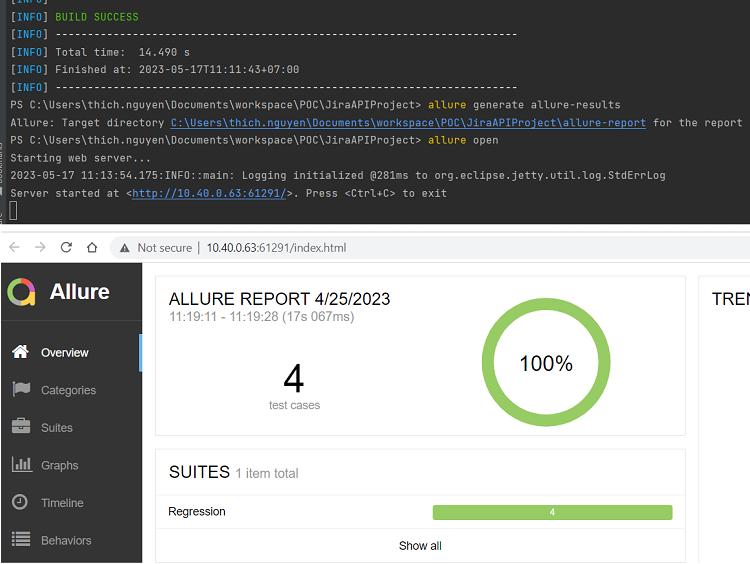 [INFO] BUILD SUCCESS
[INFO] ------------------------------------------------------------------------
[INFO] Total time:  14.490 s
[INFO] Finished at: 2023-05-17T11:11:43+07:00
[INFO] ------------------------------------------------------------------------
PS C:\Users\thich.nguyen\Documents\workspace\POC\JiraAPIProject> allure generate allure-results
Allure: Target directory C:\Users\thich.nguyen\Documents\workspace\POC\JiraAPIProject\allure-report for the report
PS C:\Users\thich.nguyen\Documents\workspace\POC\JiraAPIProject> allure open
Starting web server...
2023-05-17 11:13:54.175:INFO::main: Logging initialized @281ms to org.eclipse.jetty.util.log.StdErrLog
Server started at <http://10.40.0.63:61291/>. Press <Ctrl+C> to exit
Not secure | 10.40.0.63:61291/index.html
Allure
Overview
Categories
Suites
Graphs
Timeline
Behaviors
ALLURE REPORT 4/25/2023
11:19:11 - 11:19:28 (17s 067ms)
4
test cases
100%
SUITES 1 item total
Regression
4
Show all
TREN